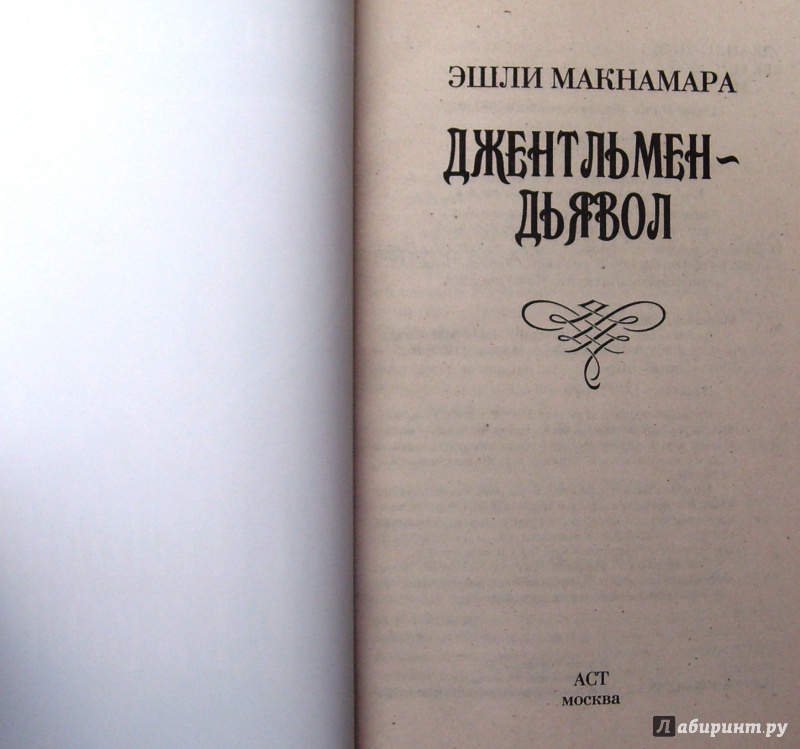 ЭШЛИ МАКНАМАРА
ДЖЕНТЛЬМЕН-
ДЬЯВОЛ
АСТ
москва
Лабиринт.ру